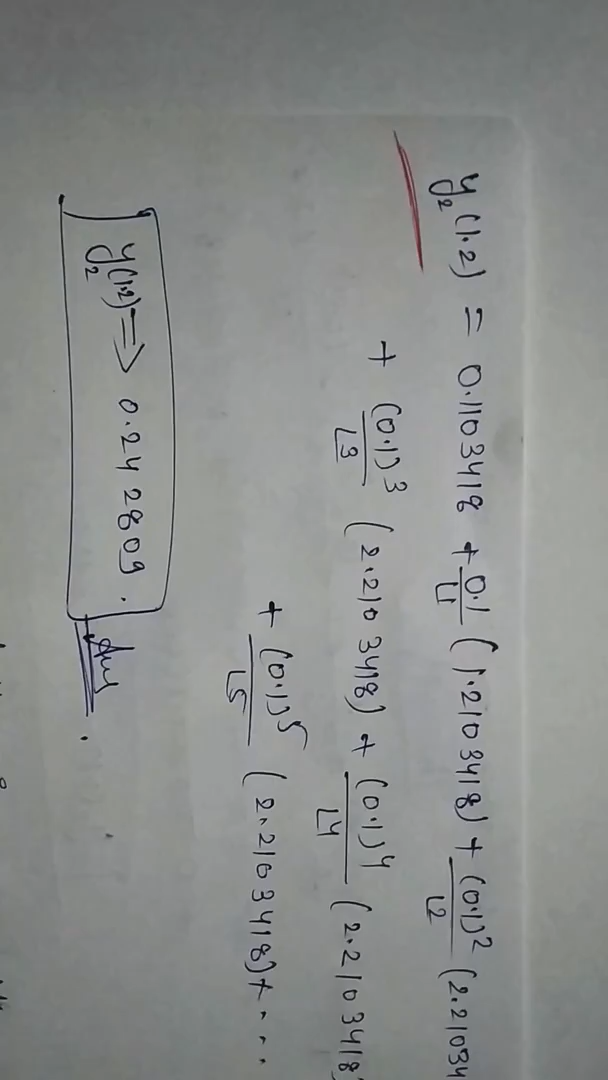 y₂(1.2) = 0.1103418 + 0.1/∟1 (1.2103418) + (0.1)²/∟2 (2.21034
+ (0.1)³/∟3 (2.2103418) + (0.1)⁴/∟4 (2.2103418
+ (0.1)⁵/∟5 (2.2103418) + ...
y₂(1.2) ⇒ 0.242809. Ans.